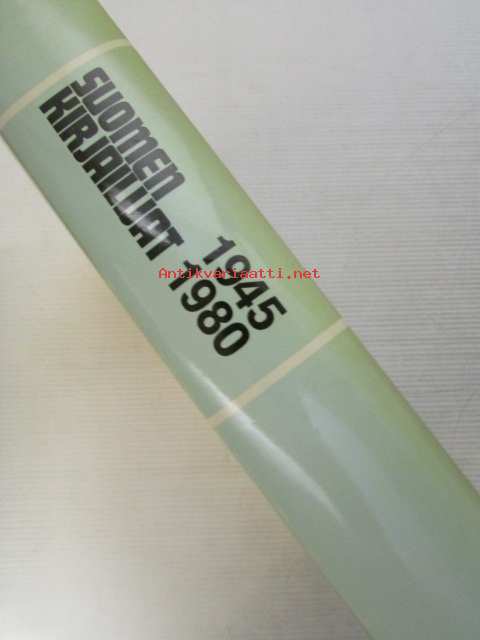 SUOMEN
KIRJAILIJAT
1945
1980
Antikvariaatti.net